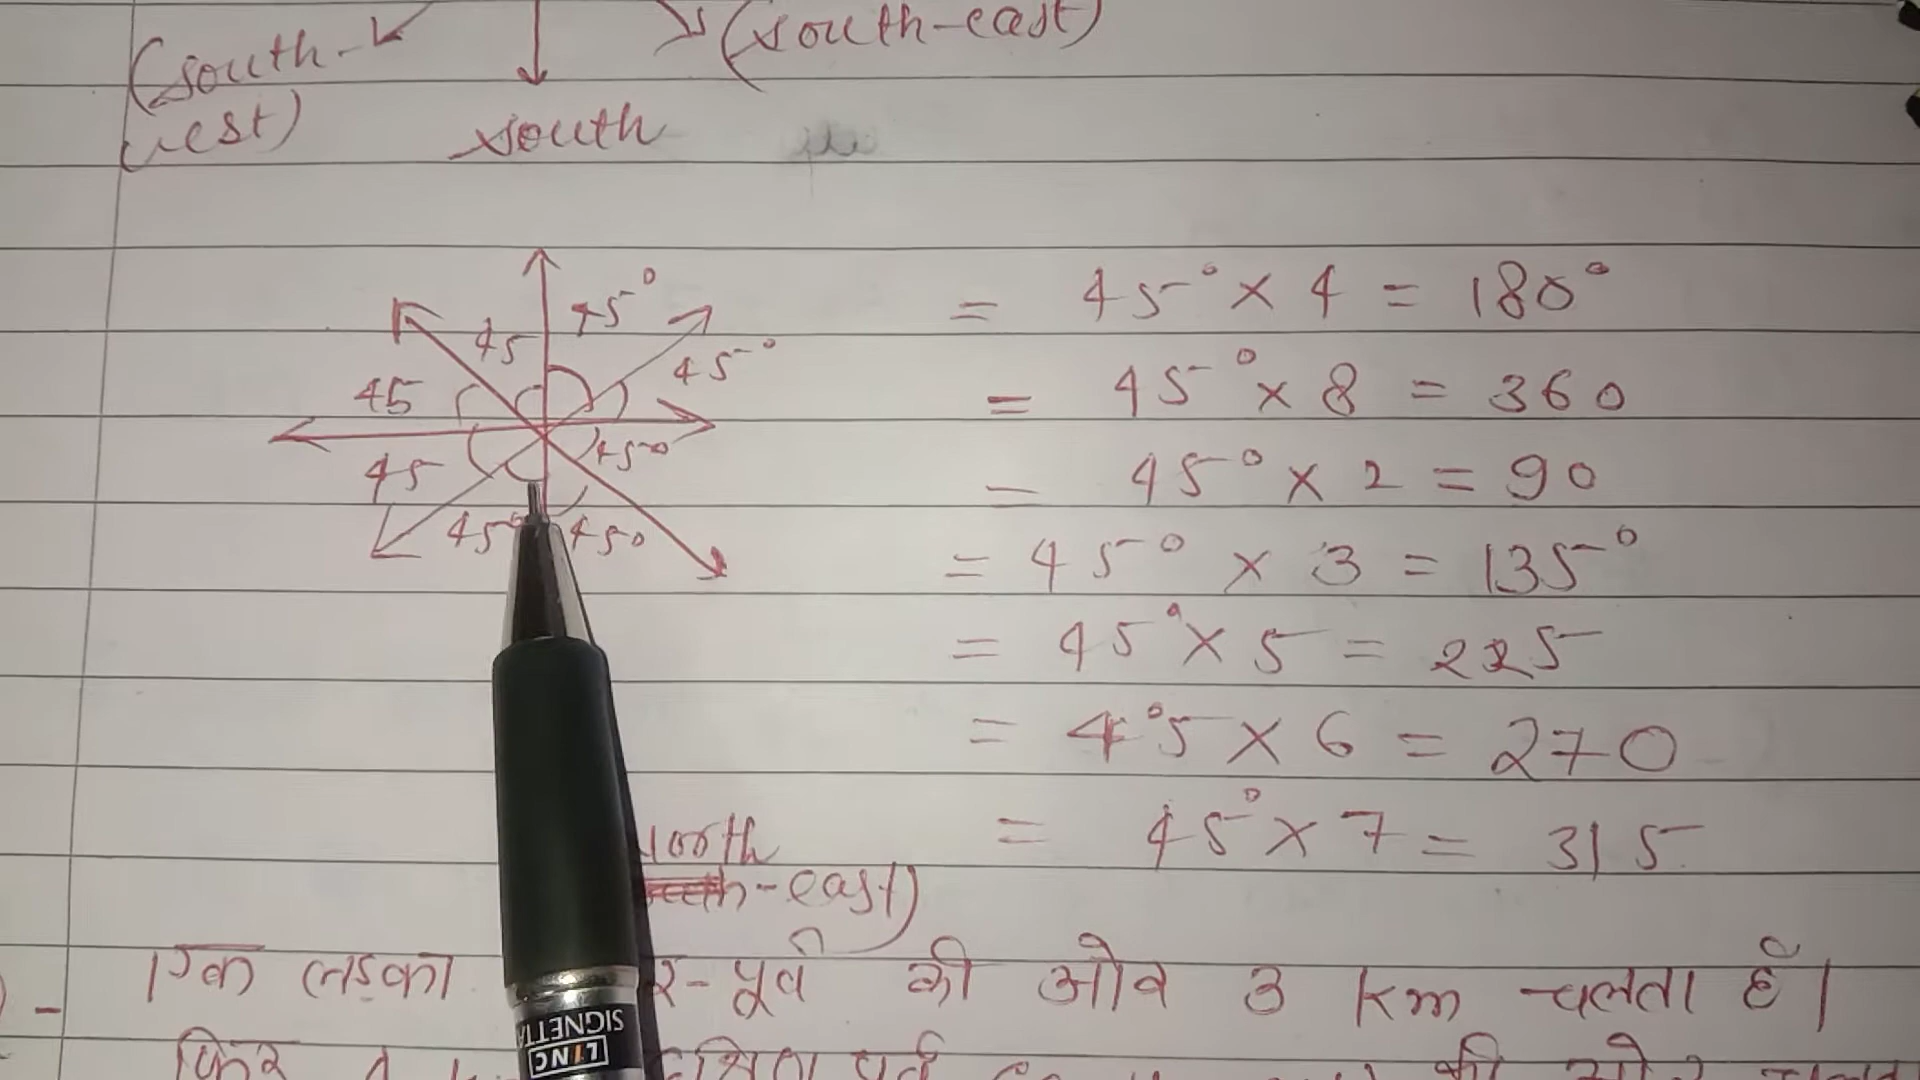 (south-
west)
south
(south-east)
45°
45
45°
45
45°
45
45°
45°
= 45° × 4 = 180°
= 45° × 8 = 360
= 45° × 2 = 90
= 45° × 3 = 135°
= 45° × 5 = 225
= 45° × 6 = 270
= 45° × 7 = 315
north
-east)
एक लड़का र-पूर्व की ओर 3 km चलता है।
फिर 1 पूर्व की ओर
LINC
SIGNETTA